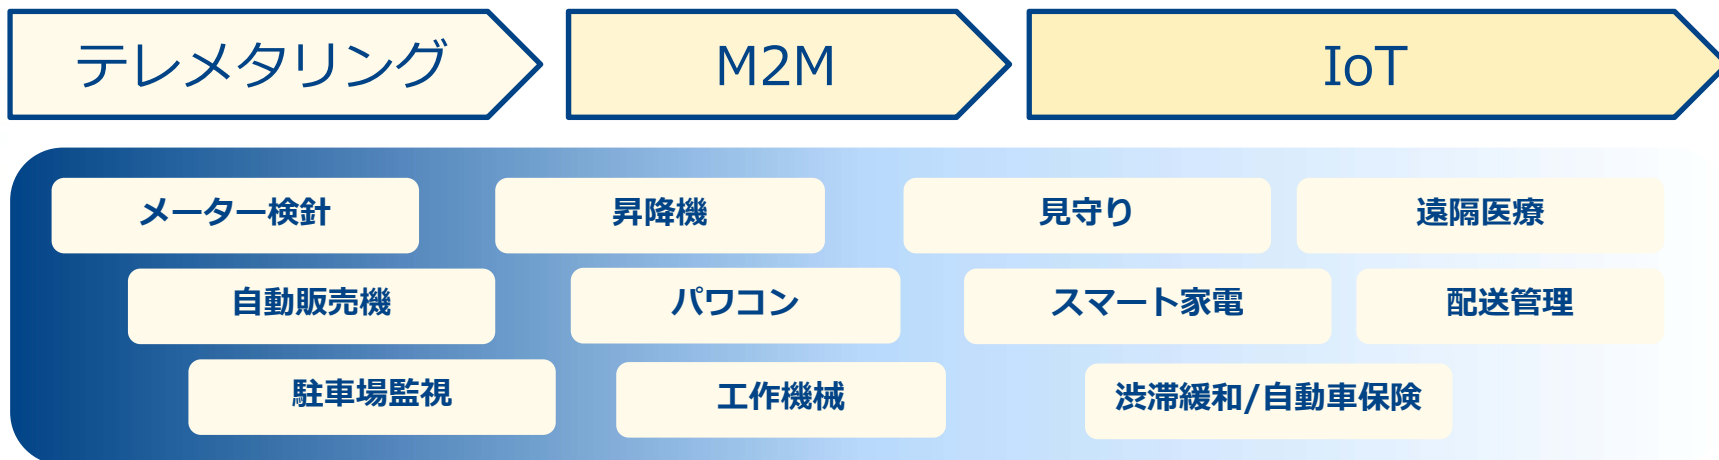 テレメタリング
M2M
IoT
メーター検針
昇降機
見守り
遠隔医療
自動販売機
パワコン
スマート家電
配送管理
駐車場監視
工作機械
渋滞緩和/自動車保険